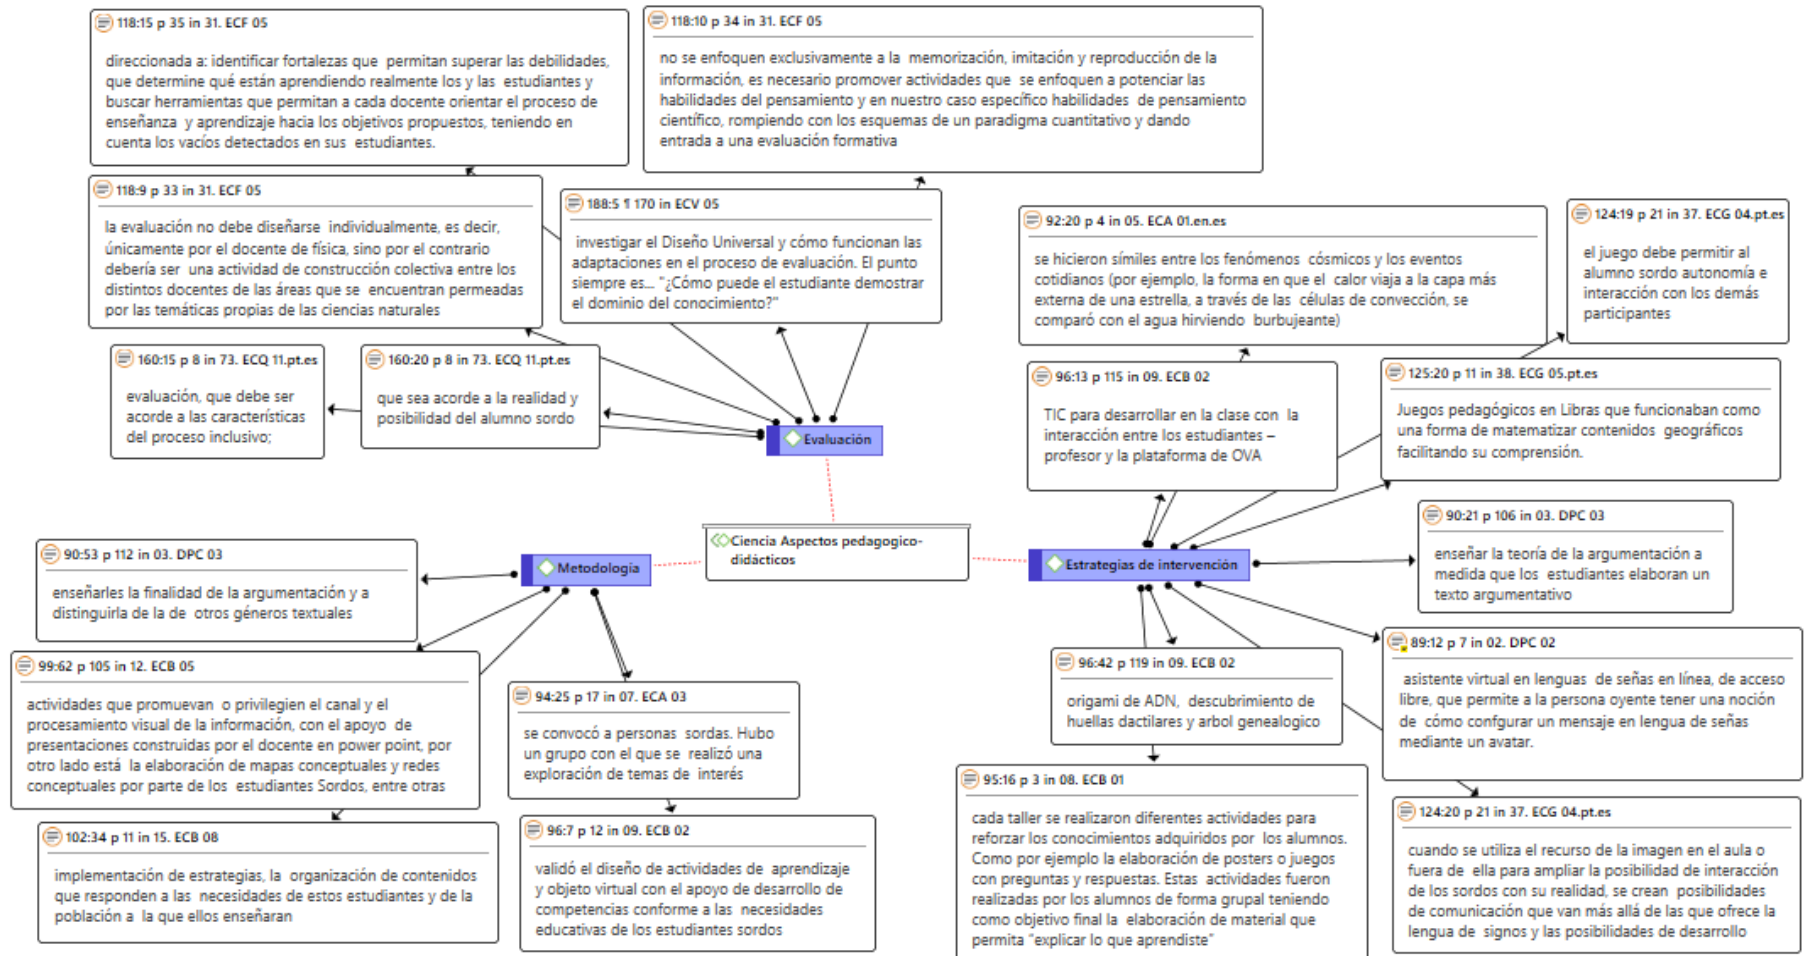 118:15 p 35 in 31. ECF 05
direccionada a: identificar fortalezas que permitan superar las debilidades,
que determine qué están aprendiendo realmente los y las estudiantes y
buscar herramientas que permitan a cada docente orientar el proceso de
enseñanza y aprendizaje hacia los objetivos propuestos, teniendo en
cuenta los vacíos detectados en sus estudiantes.
118:10 p 34 in 31. ECF 05
no se enfoquen exclusivamente a la memorización, imitación y reproducción de la
información, es necesario promover actividades que se enfoquen a potenciar las
habilidades del pensamiento y en nuestro caso específico habilidades de pensamiento
científico, rompiendo con los esquemas de un paradigma cuantitativo y dando
entrada a una evaluación formativa
118:9 p 33 in 31. ECF 05
la evaluación no debe diseñarse individualmente, es decir,
únicamente por el docente de física, sino por el contrario
debería ser una actividad de construcción colectiva entre los
distintos docentes de las áreas que se encuentran permeadas
por las temáticas propias de las ciencias naturales
188:5 ¶ 170 in ECV 05
investigar el Diseño Universal y cómo funcionan las
adaptaciones en el proceso de evaluación. El punto
siempre es... "¿Cómo puede el estudiante demostrar
el dominio del conocimiento?"
92:20 p 4 in 05. ECA 01.en.es
se hicieron símiles entre los fenómenos cósmicos y los eventos
cotidianos (por ejemplo, la forma en que el calor viaja a la capa más
externa de una estrella, a través de las células de convección, se
comparó con el agua hirviendo burbujeante)
124:19 p 21 in 37. ECG 04.pt.es
el juego debe permitir al
alumno sordo autonomía e
interacción con los demás
participantes
160:15 p 8 in 73. ECQ 11.pt.es
evaluación, que debe ser
acorde a las características
del proceso inclusivo;
160:20 p 8 in 73. ECQ 11.pt.es
que sea acorde a la realidad y
posibilidad del alumno sordo
Evaluación
96:13 p 115 in 09. ECB 02
TIC para desarrollar en la clase con la
interacción entre los estudiantes –
profesor y la plataforma de OVA
125:20 p 11 in 38. ECG 05.pt.es
Juegos pedagógicos en Libras que funcionaban como
una forma de matematizar contenidos geográficos
facilitando su comprensión.
90:21 p 106 in 03. DPC 03
enseñar la teoría de la argumentación a
medida que los estudiantes elaboran un
texto argumentativo
Ciencia Aspectos pedagogico-
didácticos
Metodología
Estrategias de intervención
90:53 p 112 in 03. DPC 03
enseñarles la finalidad de la argumentación y a
distinguirla de la de otros géneros textuales
99:62 p 105 in 12. ECB 05
actividades que promuevan o privilegien el canal y el
procesamiento visual de la información, con el apoyo de
presentaciones construidas por el docente en power point, por
otro lado está la elaboración de mapas conceptuales y redes
conceptuales por parte de los estudiantes Sordos, entre otras
94:25 p 17 in 07. ECA 03
se convocó a personas sordas. Hubo
un grupo con el que se realizó una
exploración de temas de interés
96:42 p 119 in 09. ECB 02
origami de ADN, descubrimiento de
huellas dactilares y arbol genealogico
89:12 p 7 in 02. DPC 02
asistente virtual en lenguas de señas en línea, de acceso
libre, que permite a la persona oyente tener una noción
de cómo confgurar un mensaje en lengua de señas
mediante un avatar.
102:34 p 11 in 15. ECB 08
implementación de estrategias, la organización de contenidos
que responden a las necesidades de estos estudiantes y de la
población a la que ellos enseñaran
96:7 p 12 in 09. ECB 02
validó el diseño de actividades de aprendizaje
y objeto virtual con el apoyo de desarrollo de
competencias conforme a las necesidades
educativas de los estudiantes sordos
95:16 p 3 in 08. ECB 01
cada taller se realizaron diferentes actividades para
reforzar los conocimientos adquiridos por los alumnos.
Como por ejemplo la elaboración de posters o juegos
con preguntas y respuestas. Estas actividades fueron
realizadas por los alumnos de forma grupal teniendo
como objetivo final la elaboración de material que
permita "explicar lo que aprendiste"
124:20 p 21 in 37. ECG 04.pt.es
cuando se utiliza el recurso de la imagen en el aula o
fuera de ella para ampliar la posibilidad de interacción
de los sordos con su realidad, se crean posibilidades
de comunicación que van más allá de las que ofrece la
lengua de signos y las posibilidades de desarrollo